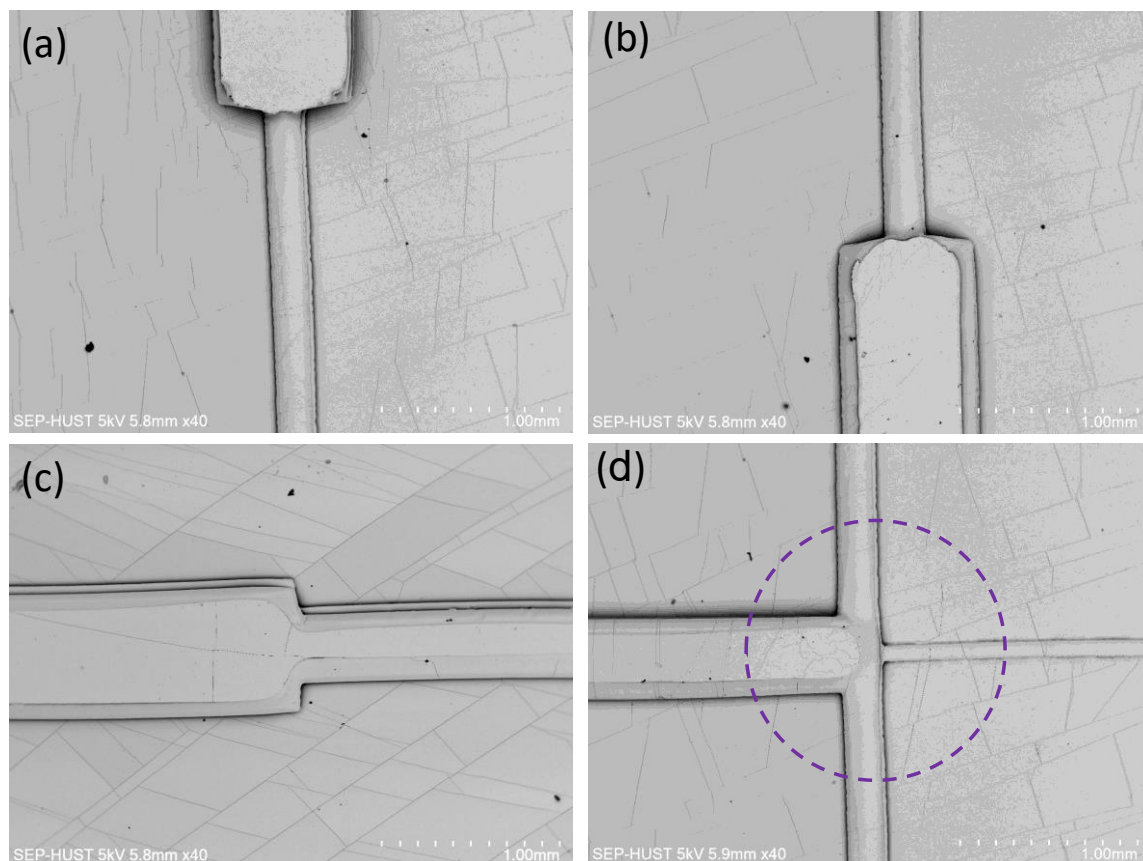 (a)
SEP-HUST 5kV 5.8mm x40
1.00mm
(b)
SEP-HUST 5kV 5.8mm x40
1.00mm
(c)
SEP-HUST 5kV 5.8mm x40
1.00mm
(d)
SEP-HUST 5kV 5.9mm x40
1.00mm